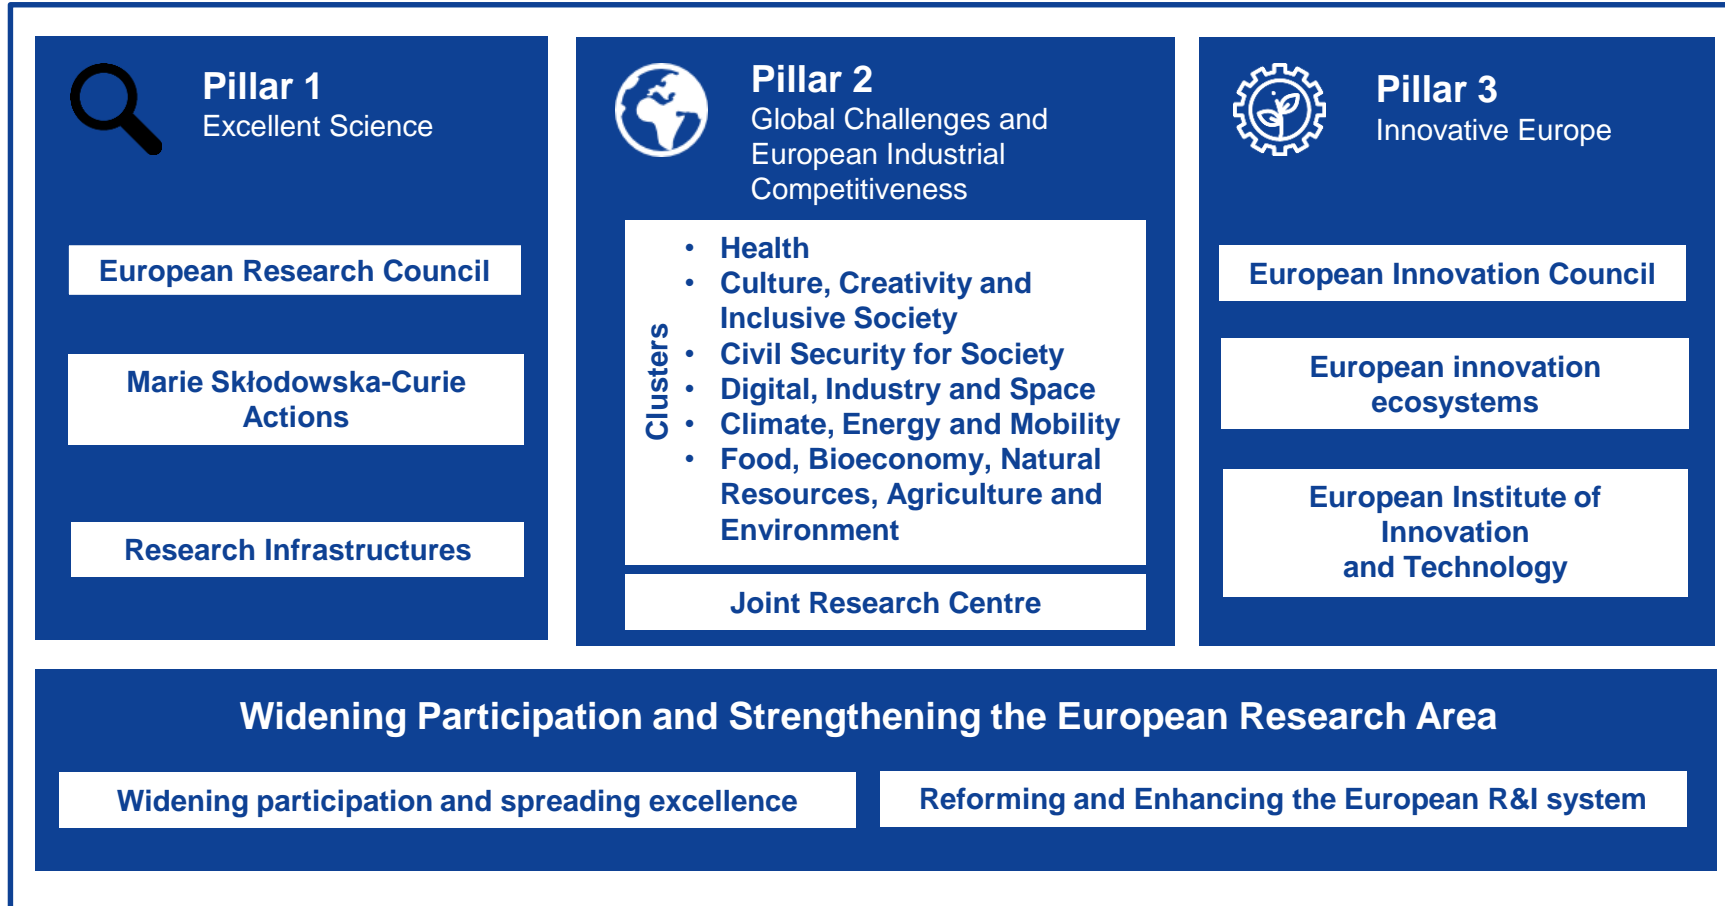 Pillar 1
Excellent Science
European Research Council
Marie Skłodowska-Curie
Actions
Research Infrastructures
Pillar 2
Global Challenges and
European Industrial
Competitiveness
Clusters
• Health
• Culture, Creativity and
Inclusive Society
• Civil Security for Society
• Digital, Industry and Space
• Climate, Energy and Mobility
• Food, Bioeconomy, Natural
Resources, Agriculture and
Environment
Joint Research Centre
Pillar 3
Innovative Europe
European Innovation Council
European innovation
ecosystems
European Institute of
Innovation
and Technology
Widening Participation and Strengthening the European Research Area
Widening participation and spreading excellence
Reforming and Enhancing the European R&I system